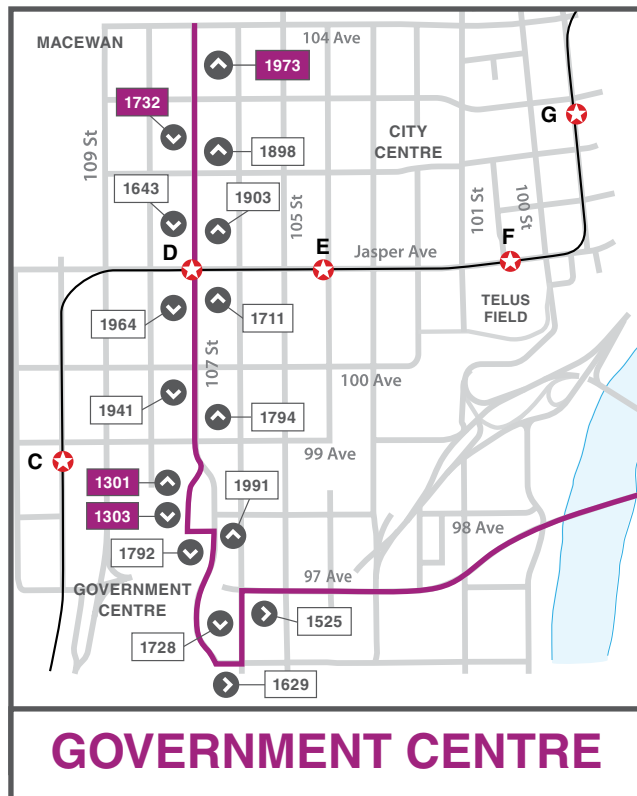 MACEWAN
104 Ave
1973
1732
G
CITY
CENTRE
1898
109 St
1643
1903
105 St
101 St
100 St
D
E
Jasper Ave
F
1964
1711
TELUS
FIELD
107 St
100 Ave
1941
1794
99 Ave
C
1301
1991
1303
98 Ave
1792
97 Ave
GOVERNMENT
CENTRE
1525
1728
1629
GOVERNMENT CENTRE